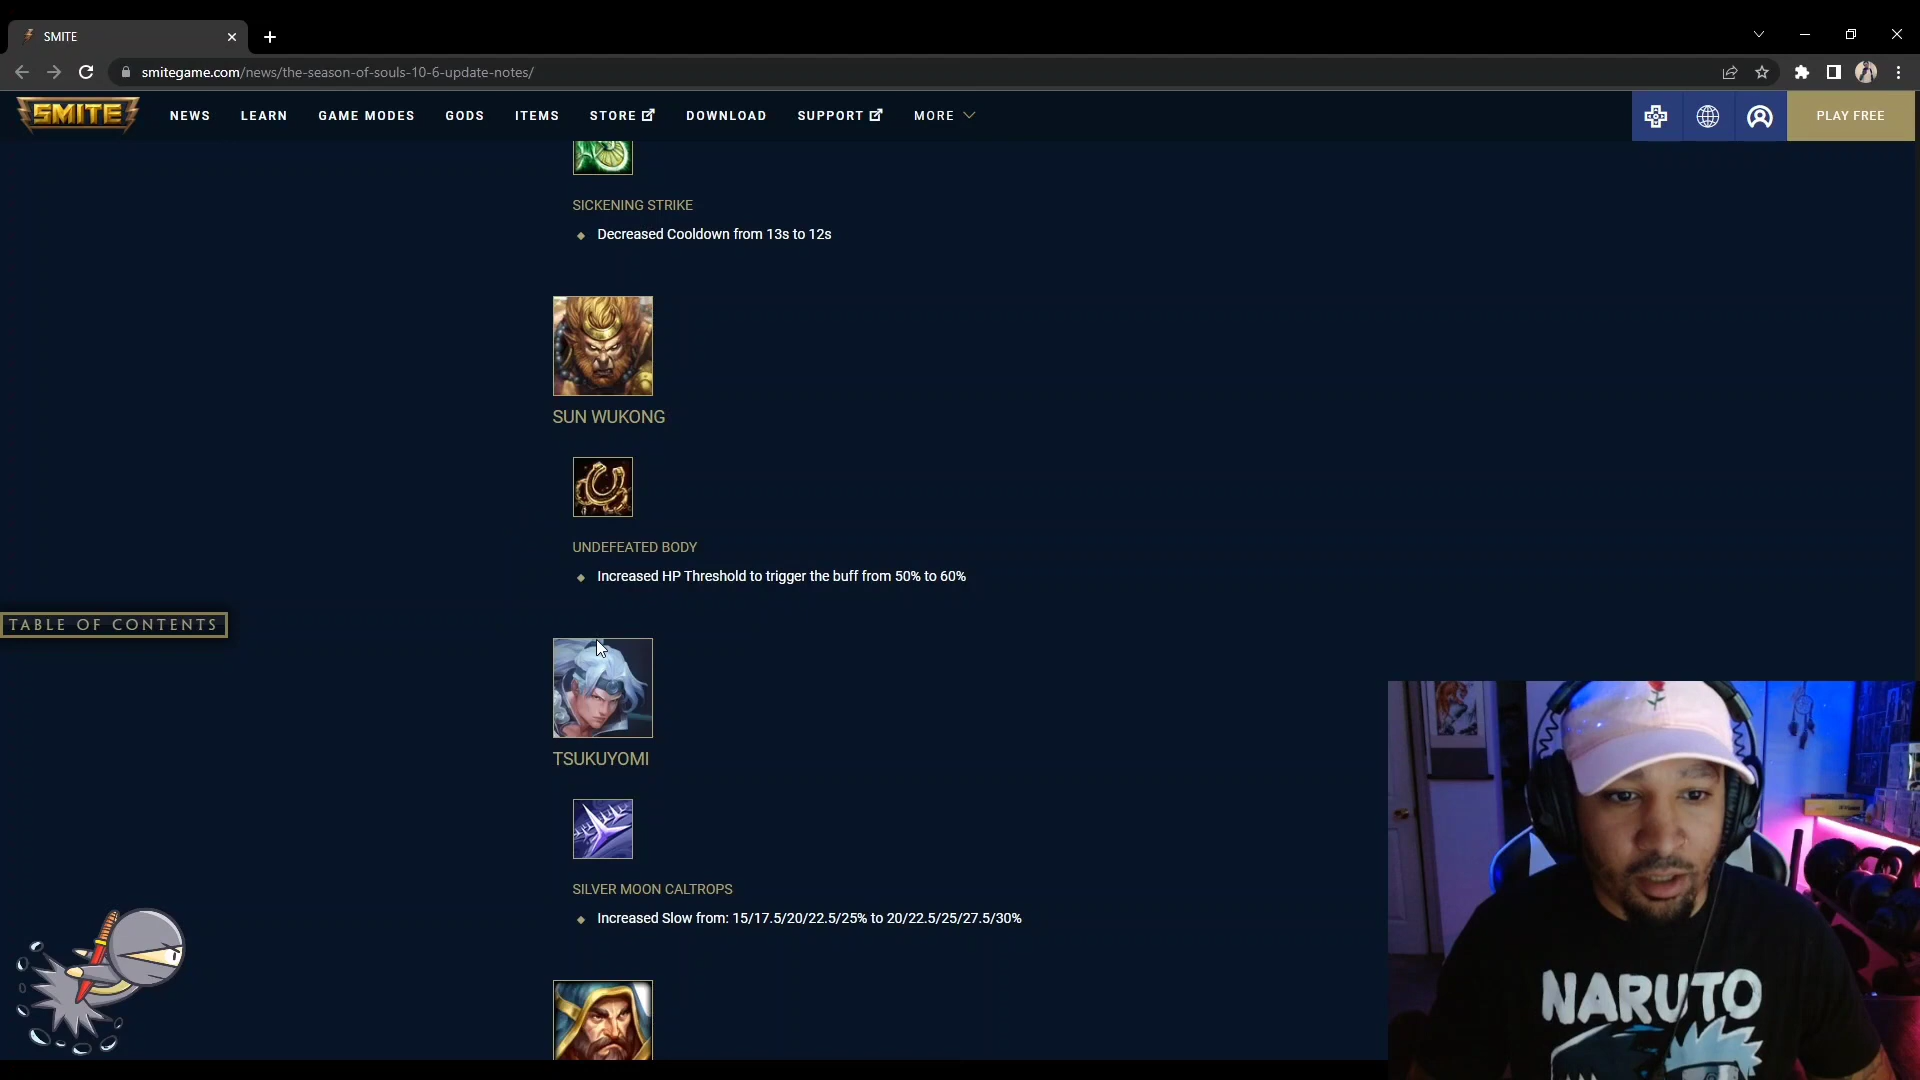 SMITE
smitegame.com/news/the-season-of-souls-10-6-update-notes/
SMITE
NEWS
LEARN
GAME MODES
GODS
ITEMS
STORE
DOWNLOAD
SUPPORT
MORE
PLAY FREE
SICKENING STRIKE
Decreased Cooldown from 13s to 12s
SUN WUKONG
UNDEFEATED BODY
Increased HP Threshold to trigger the buff from 50% to 60%
TABLE OF CONTENTS
TSUKUYOMI
SILVER MOON CALTROPS
Increased Slow from: 15/17.5/20/22.5/25% to 20/22.5/25/27.5/30%
NARUTO